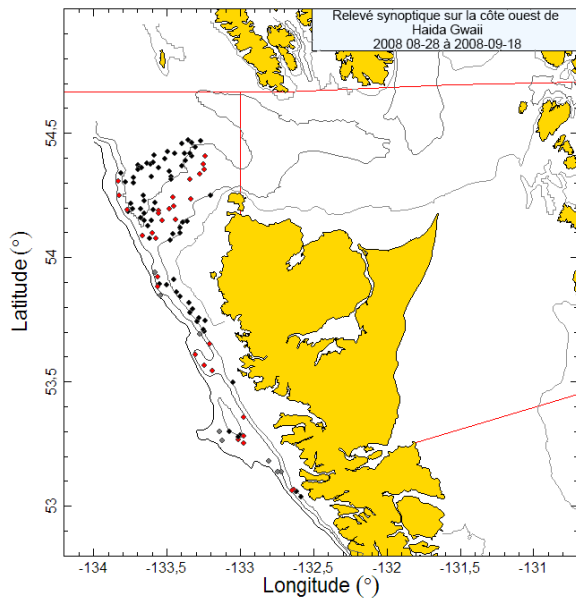 Relevé synoptique sur la côte ouest de
Haida Gwaii
2008 08-28 à 2008-09-18
54,5
54
53,5
53
Latitude (°)
-134 -133,5 -133 -132,5 -132 -131,5 -131
Longitude (°)